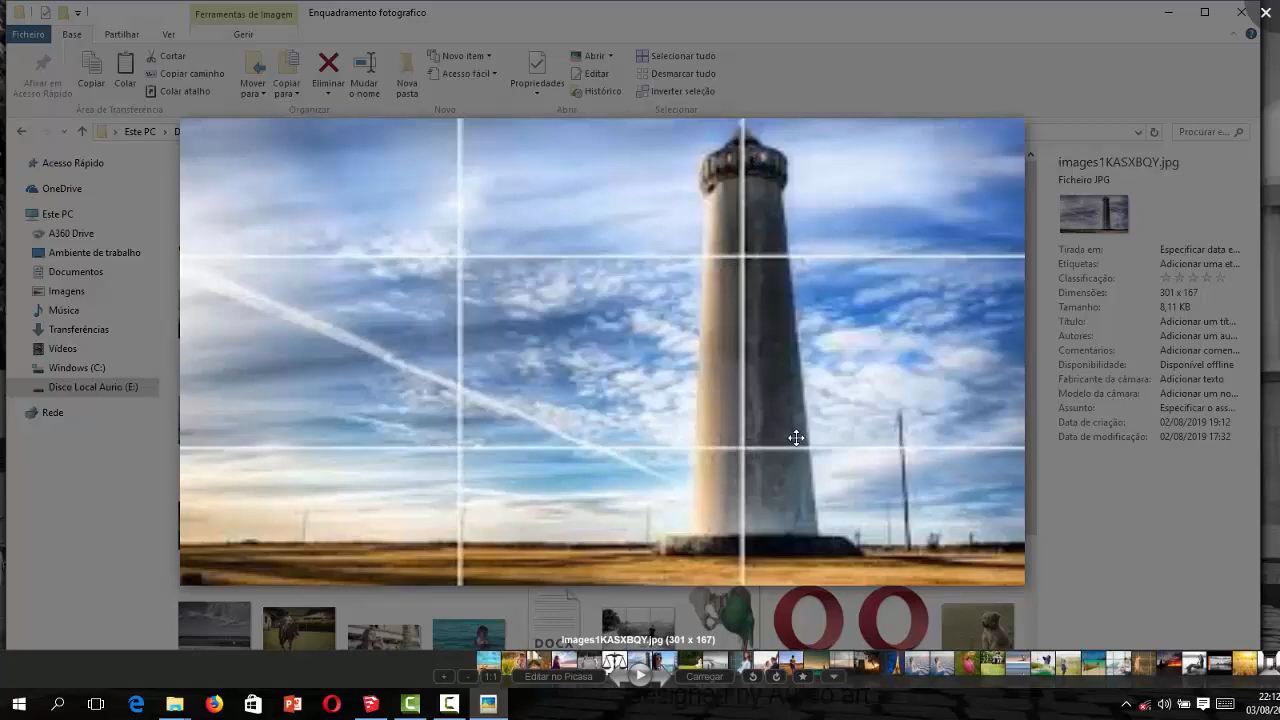 Ferramentas de Imagem
Enquadramento fotografico
Ficheiro
Base
Partilhar
Ver
Gerir
Afixar em
Acesso Rápido
Copiar
Colar
Cortar
Copiar caminho
Colar atalho
Área de Transferência
Mover
para
Copiar
para
Eliminar
Mudar
o nome
Organizar
Nova
pasta
Novo item
Acesso fácil
Novo
Propriedades
Abrir
Editar
Histórico
Abrir
Selecionar tudo
Desmarcar tudo
Inverter seleção
Selecionar
Este PC
Procurar e...
Acesso Rápido
OneDrive
Este PC
A360 Drive
Ambiente de trabalho
Documentos
Imagens
Música
Transferências
Vídeos
Windows (C:)
Disco Local Aurio (E:)
Rede
images1KASXBQY.jpg
Ficheiro JPG
Tirada em: Especificar data e...
Etiquetas: Adicionar uma et...
Classificação:
Dimensões: 301 x 167
Tamanho: 8,11 KB
Título: Adicionar um tít...
Autores: Adicionar um au...
Comentários: Adicionar comen...
Disponibilidade: Disponível offline
Fabricante da câmara: Adicionar texto
Modelo da câmara: Adicionar um no...
Assunto: Especificar o ass...
Data de criação: 02/08/2019 19:12
Data de modificação: 02/08/2019 17:32
DOCX
images1KASXBQY.jpg (301 x 167)
+
-
1:1
Editar no Picasa
Carregar
22:12